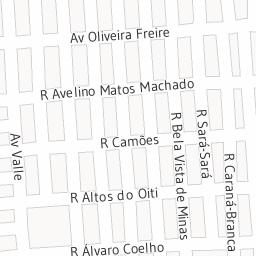 Av Oliveira Freire
R Avelino Matos Machado
R Camões
R Altos do Oiti
R Álvaro Coelho
Av Valle
R Bela Vista de Minas
R Sará-Sará
R Caraná-Branca